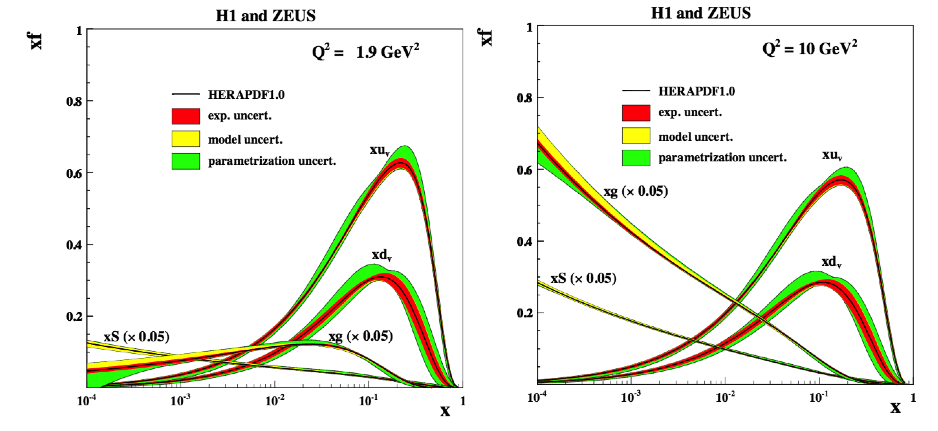 H1 and ZEUS
xf
Q² = 1.9 GeV²
HERAPDF1.0
exp. uncert.
model uncert.
parametrization uncert.
xuᵥ
xdᵥ
xS (× 0.05)
xg (× 0.05)
1
0.8
0.6
0.4
0.2
10⁻⁴
10⁻³
10⁻²
10⁻¹
1
x
H1 and ZEUS
xf
Q² = 10 GeV²
HERAPDF1.0
exp. uncert.
model uncert.
parametrization uncert.
xuᵥ
xg (× 0.05)
xdᵥ
xS (× 0.05)
1
0.8
0.6
0.4
0.2
10⁻⁴
10⁻³
10⁻²
10⁻¹
1
x